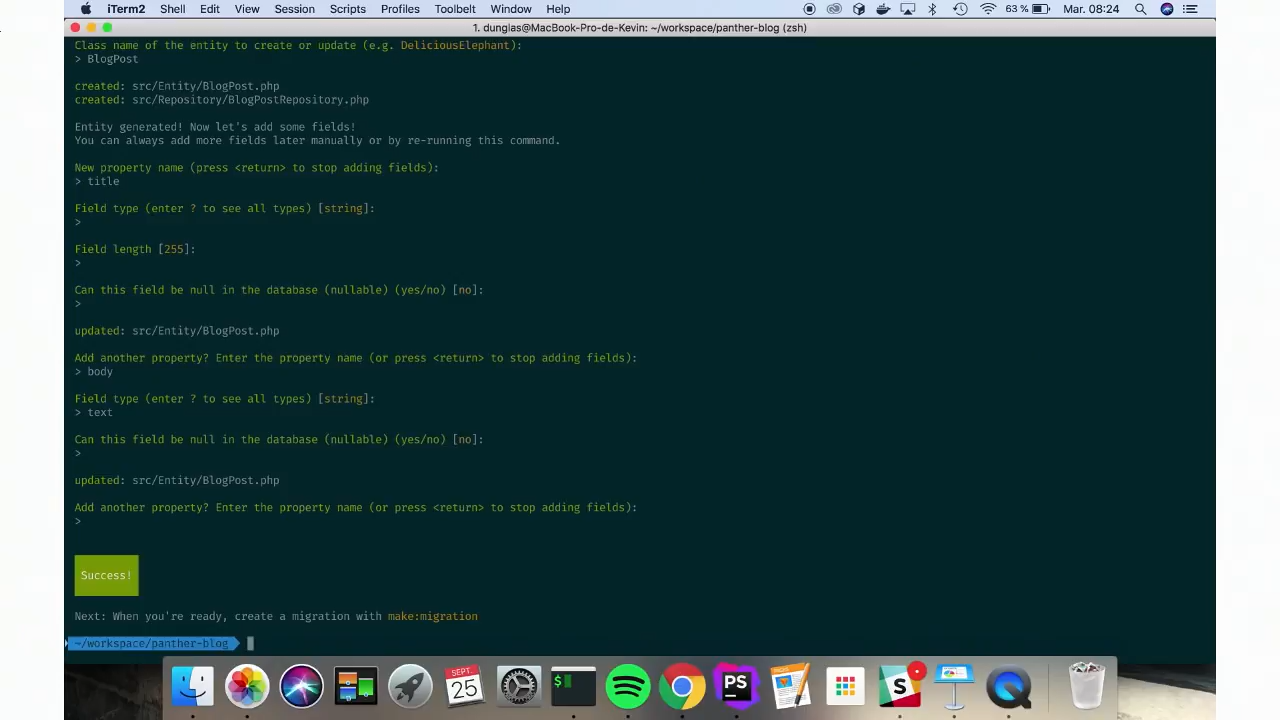 iTerm2 Shell Edit View Session Scripts Profiles Toolbelt Window Help 63 % Mar. 08:24
1. dunglas@MacBook-Pro-de-Kevin: ~/workspace/panther-blog (zsh)
Class name of the entity to create or update (e.g. DeliciousElephant):
> BlogPost
created: src/Entity/BlogPost.php
created: src/Repository/BlogPostRepository.php
Entity generated! Now let's add some fields!
You can always add more fields later manually or by re-running this command.
New property name (press <return> to stop adding fields):
> title
Field type (enter ? to see all types) [string]:
>
Field length [255]:
>
Can this field be null in the database (nullable) (yes/no) [no]:
>
updated: src/Entity/BlogPost.php
Add another property? Enter the property name (or press <return> to stop adding fields):
> body
Field type (enter ? to see all types) [string]:
> text
Can this field be null in the database (nullable) (yes/no) [no]:
>
updated: src/Entity/BlogPost.php
Add another property? Enter the property name (or press <return> to stop adding fields):
>
Success!
Next: When you're ready, create a migration with make:migration
~/workspace/panther-blog
SEPT.
25
$
PS
S